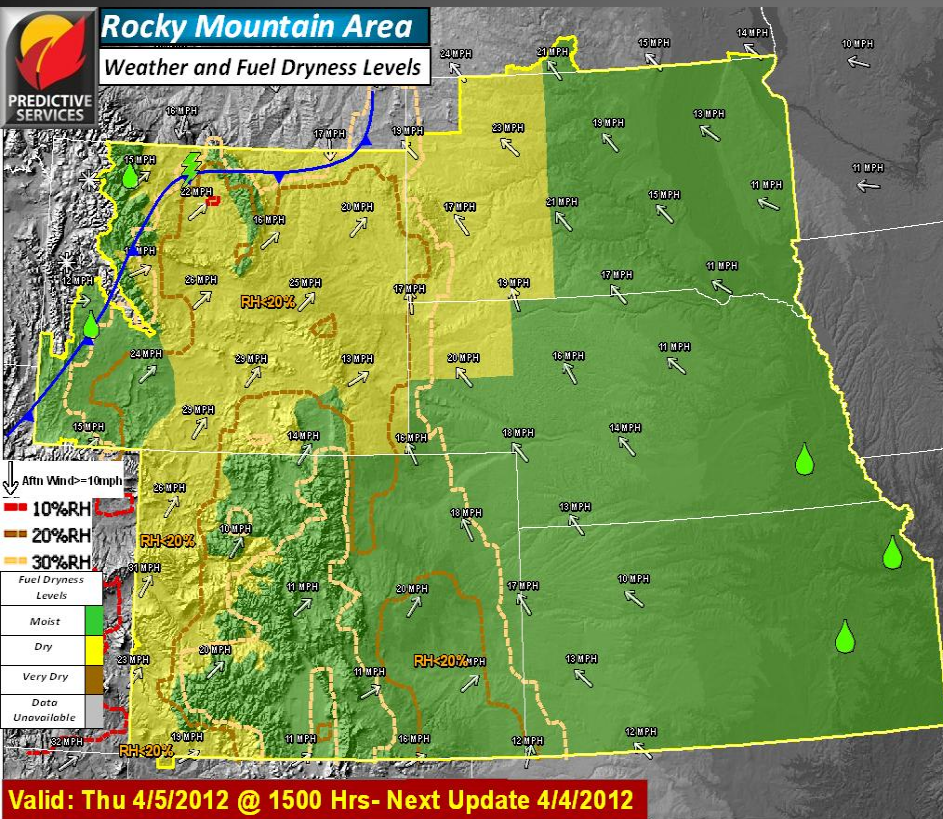 Rocky Mountain Area
Weather and Fuel Dryness Levels
PREDICTIVE
SERVICES
14 MPH
15 MPH
10 MPH
21 MPH
24 MPH
16 MPH
13 MPH
17 MPH
19 MPH
23 MPH
19 MPH
15 MPH
11 MPH
22 MPH
11 MPH
20 MPH
17 MPH
21 MPH
15 MPH
16 MPH
11 MPH
17 MPH
12 MPH
26 MPH
25 MPH
17 MPH
19 MPH
RH<20%
24 MPH
29 MPH
13 MPH
20 MPH
16 MPH
11 MPH
29 MPH
15 MPH
14 MPH
16 MPH
18 MPH
14 MPH
Aftn Wind>=10mph
26 MPH
10%RH
18 MPH
13 MPH
10 MPH
20%RH
RH<20%
30%RH
31 MPH
Fuel Dryness
Levels
11 MPH
20 MPH
17 MPH
10 MPH
Moist
Dry
20 MPH
23 MPH
RH<20%
MPH
13 MPH
11 MPH
Very Dry
Data
Unavailable
32 MPH
19 MPH
11 MPH
16 MPH
12 MPH
12 MPH
RH<20%
Valid: Thu 4/5/2012 @ 1500 Hrs- Next Update 4/4/2012